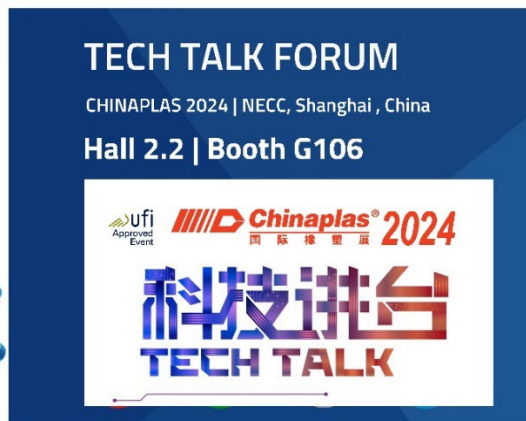 TECH TALK FORUM
CHINAPLAS 2024 | NECC, Shanghai , China
Hall 2.2 | Booth G106
ufi
Approved
Event
Chinaplas® 2024
国际橡塑展
科技讲台
TECH TALK